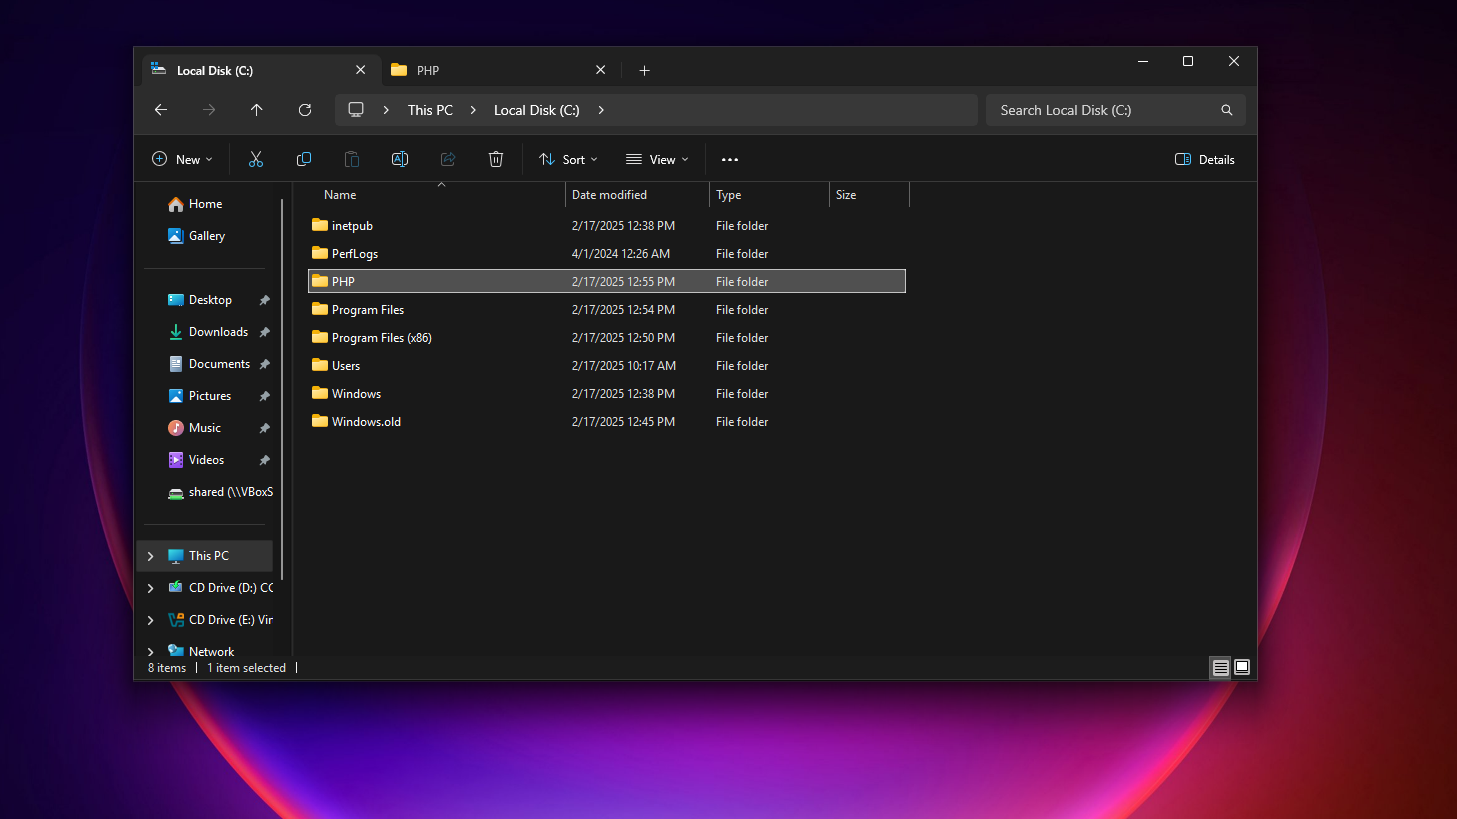 Local Disk (C:)
PHP
This PC
Local Disk (C:)
Search Local Disk (C:)
New
Sort
View
Details
Name Date modified Type Size
Home
Gallery
Desktop
Downloads
Documents
Pictures
Music
Videos
shared (\\VBoxS
This PC
CD Drive (D:) CC
CD Drive (E:) Vir
Network
inetpub 2/17/2025 12:38 PM File folder
PerfLogs 4/1/2024 12:26 AM File folder
PHP 2/17/2025 12:55 PM File folder
Program Files 2/17/2025 12:54 PM File folder
Program Files (x86) 2/17/2025 12:50 PM File folder
Users 2/17/2025 10:17 AM File folder
Windows 2/17/2025 12:38 PM File folder
Windows.old 2/17/2025 12:45 PM File folder
8 items 1 item selected